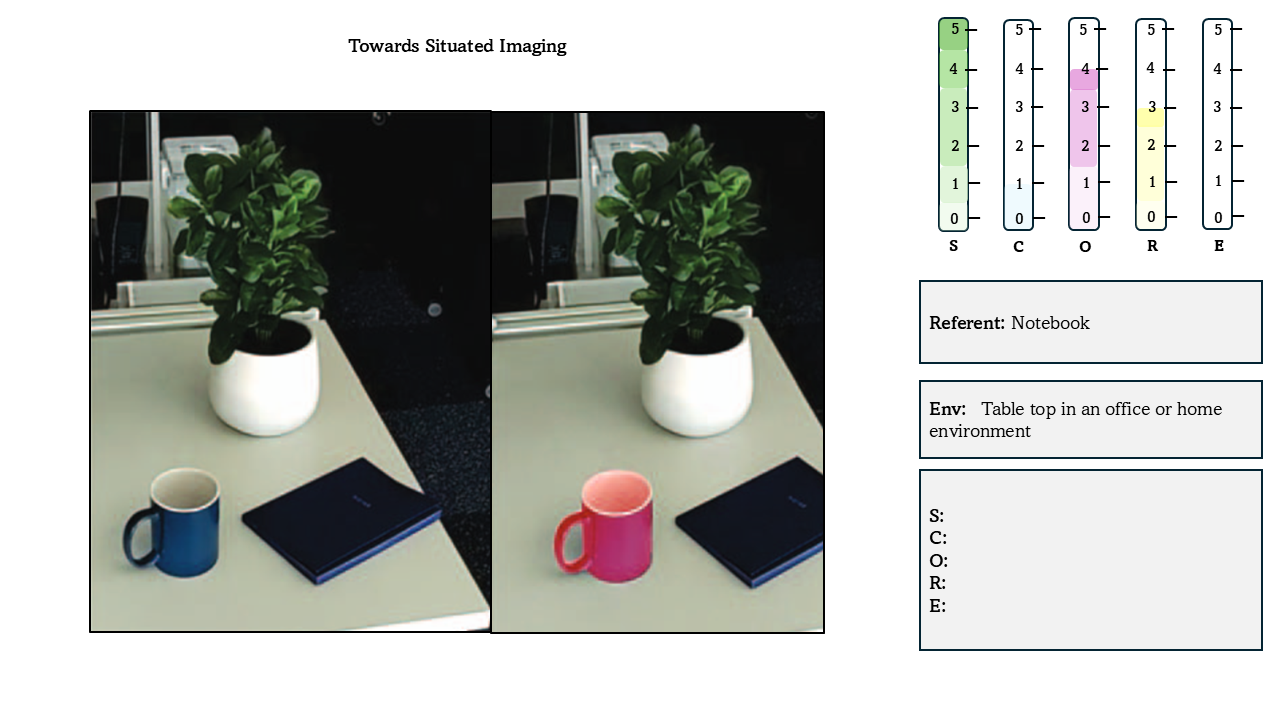 Towards Situated Imaging
5 5 5 5 5
4 4 4 4 4
3 3 3 3 3
2 2 2 2 2
1 1 1 1 1
0 0 0 0 0
S C O R E
Referent: Notebook
Env: Table top in an office or home
environment
S:
C:
O:
R:
E: